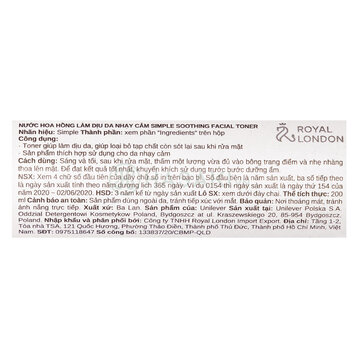 NƯỚC HOA HỒNG LÀM DỊU DA NHẠY CẢM SIMPLE SOOTHING FACIAL TONER
Nhãn hiệu: Simple Thành phần: xem phần "Ingredients" trên hộp
Công dụng:
- Toner giúp làm dịu da, giúp loại bỏ tạp chất còn sót lại sau khi rửa mặt
- Sản phẩm thích hợp sử dụng cho da nhạy cảm
ROYAL
LONDON
Cách dùng: Sáng và tối, sau khi rửa mặt, thấm một lượng vừa đủ vào bông trang điểm và nhẹ nhàng
thoa lên mặt. Để đạt kết quả tốt nhất, khuyến khích sử dụng trước bước dưỡng ẩm.
NSX: Xem 4 chữ số đầu tiên của dãy chữ số in trên bao bì. Số đầu tiên là năm sản xuất, ba số tiếp theo
là ngày sản xuất tính theo năm dương lịch 365 ngày. Ví dụ 0154 thì ngày sản xuất là ngày thứ 154 của
năm 2020 - 02/06/2020. HSD: 3 năm kể từ ngày sản xuất Lô SX: xem dưới đáy chai. Thể tích: 200
ml Cảnh báo an toàn: Sản phẩm chỉ dùng ngoài da, tránh tiếp xúc với mắt. Bảo quản: Nơi thoáng mát, tránh
ánh nắng trực tiếp. Xuất xứ: Ba Lan. Sản phẩm của: Unilever Sản xuất tại: Unilever Polska S.A.
Oddzial Detergentowi Kosmetykow Poland, Bydgoszcz at ul. Kraszewskiego 20, 85-954 Bydgoszcz,
Poland. Nhập khẩu và phân phối bởi: Công ty TNHH Royal London Import Export. Địa chỉ: Tầng 1-2,
Tòa nhà TSA, 121 Quốc Hương, Phường Thảo Điền, Thành phố Thủ Đức, Thành phố Hồ Chí Minh, Việt
Nam. SĐT: 0975118647 Số công bố: 133837/20/CBMP-QLD